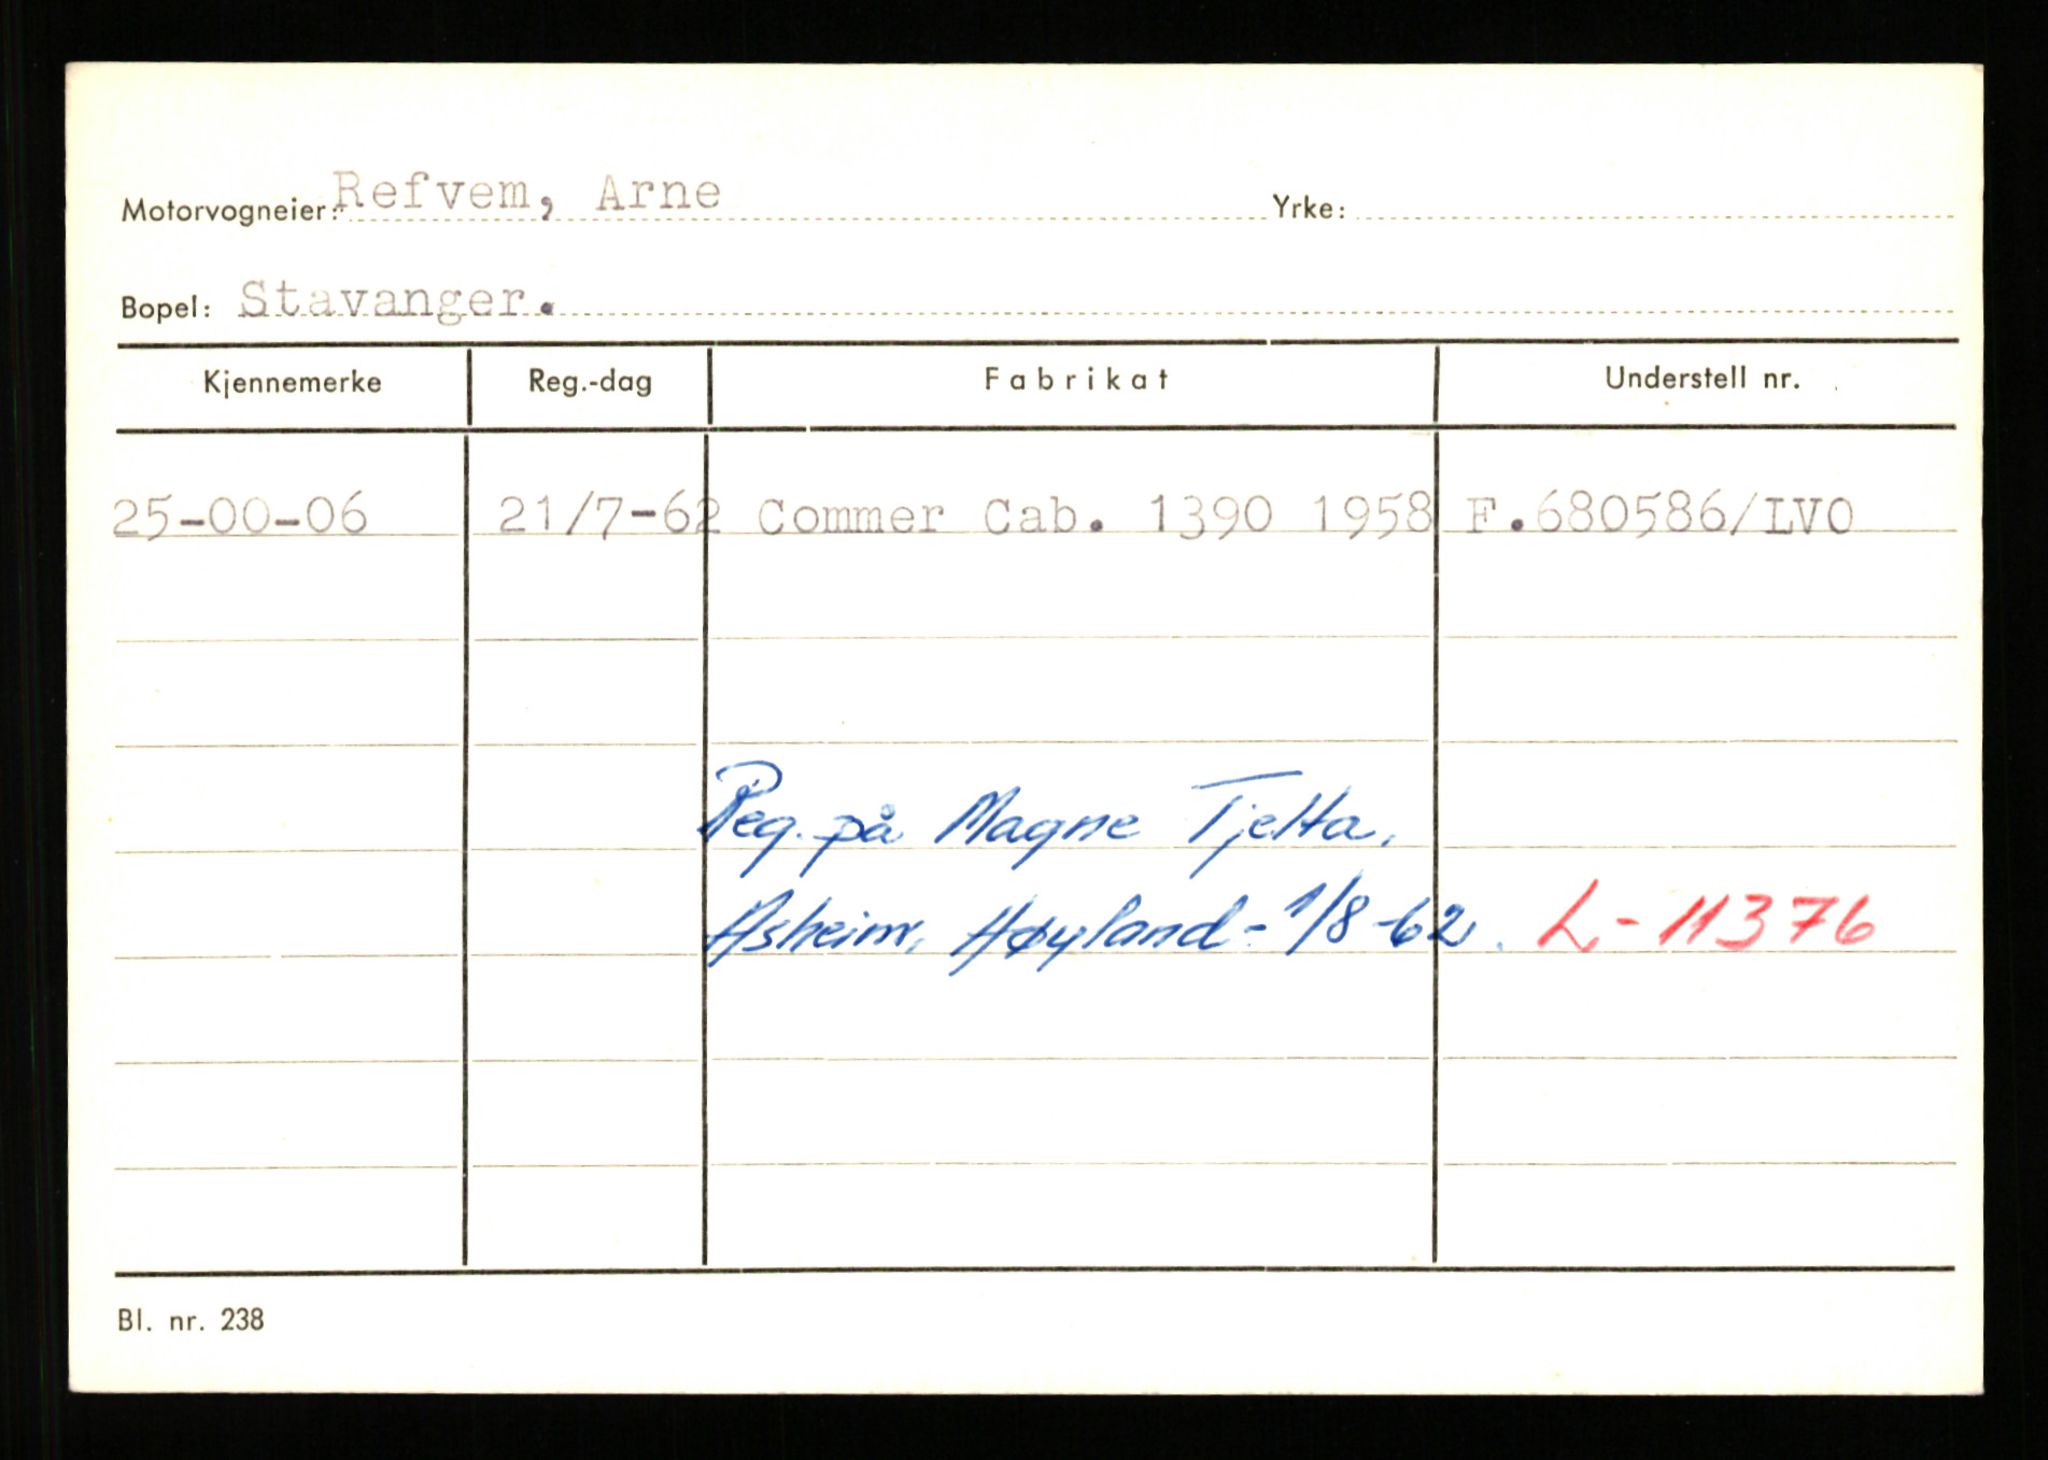 Motorvogneier: Refvem, Arne Yrke:
Bopel: Stavanger.
Kjennemerke Reg.-dag Fabrikat Understell nr.
25-00-06 21/7-62 Commer Cab. 1390 1958 F.680586/LVO
Reg. på Magne Tjelta,
Asheim, Høyland - 1/8-62. L-11376
Bl. nr. 238